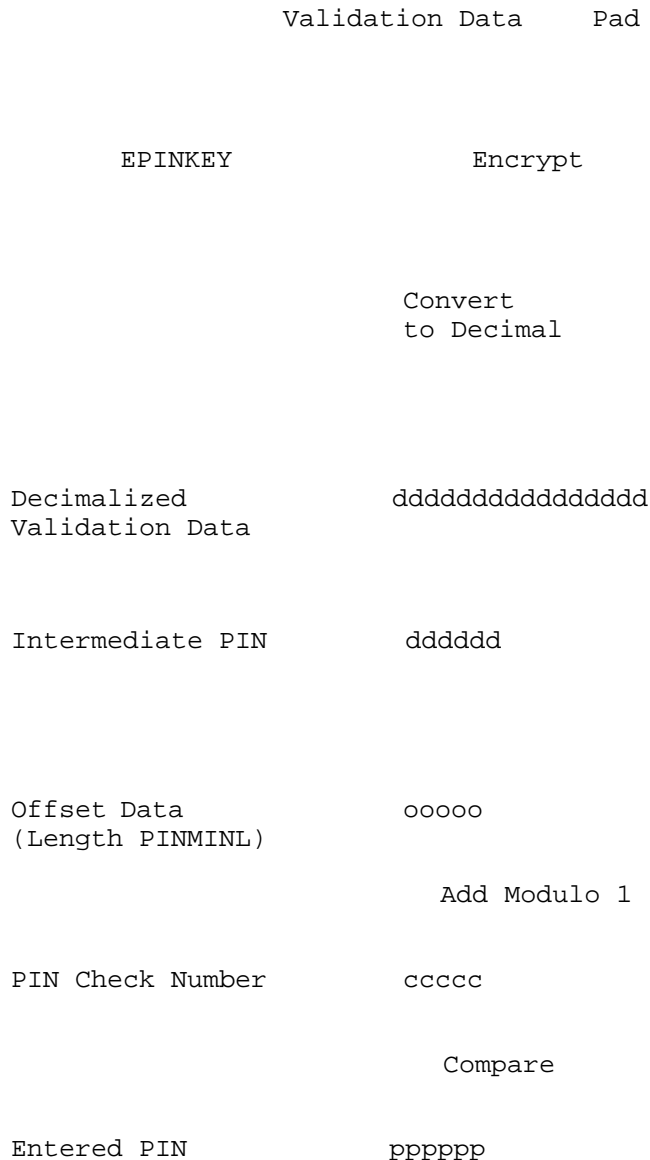 Validation Data Pad
EPINKEY Encrypt
Convert
to Decimal
Decimalized dddddddddddddddd
Validation Data
Intermediate PIN dddddd
Offset Data ooooo
(Length PINMINL)
Add Modulo 1
PIN Check Number ccccc
Compare
Entered PIN pppppp